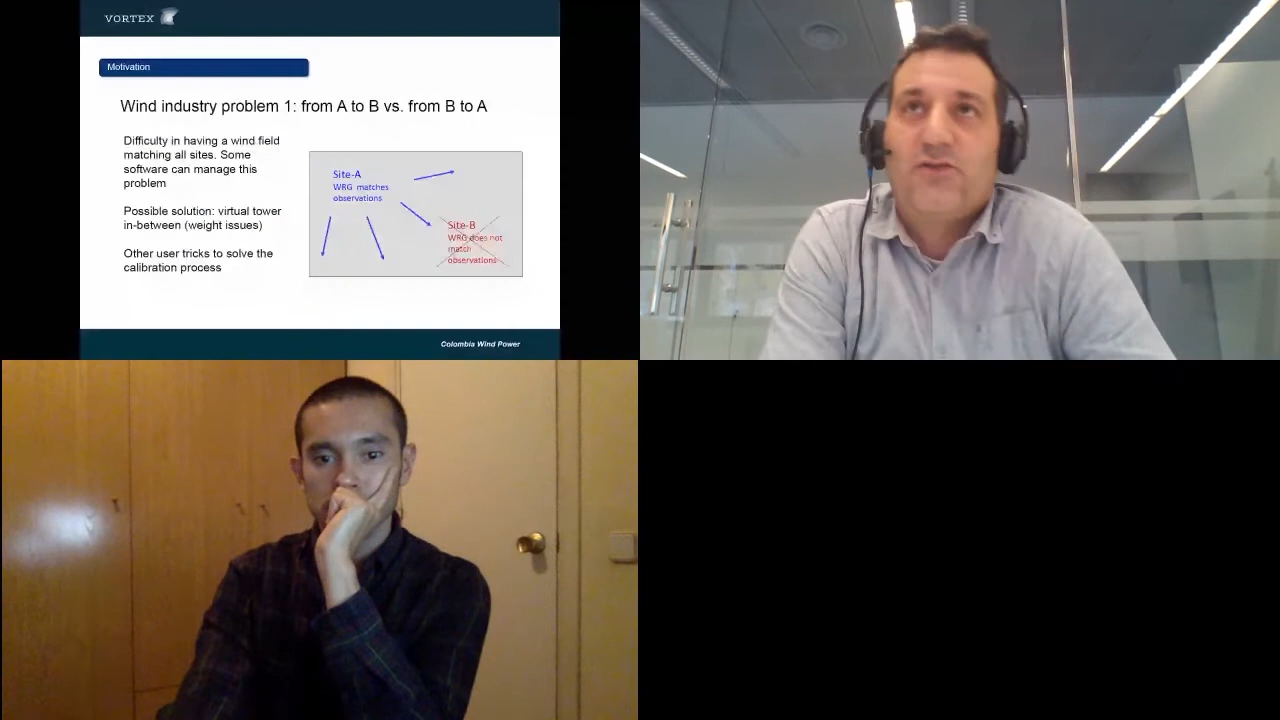 VORTEX
Motivation
Wind industry problem 1: from A to B vs. from B to A
Difficulty in having a wind field
matching all sites. Some
software can manage this
problem
Possible solution: virtual tower
in-between (weight issues)
Other user tricks to solve the
calibration process
Site-A
WRG matches
observations
Site-B
WRG does not
match
observations
Colombia Wind Power